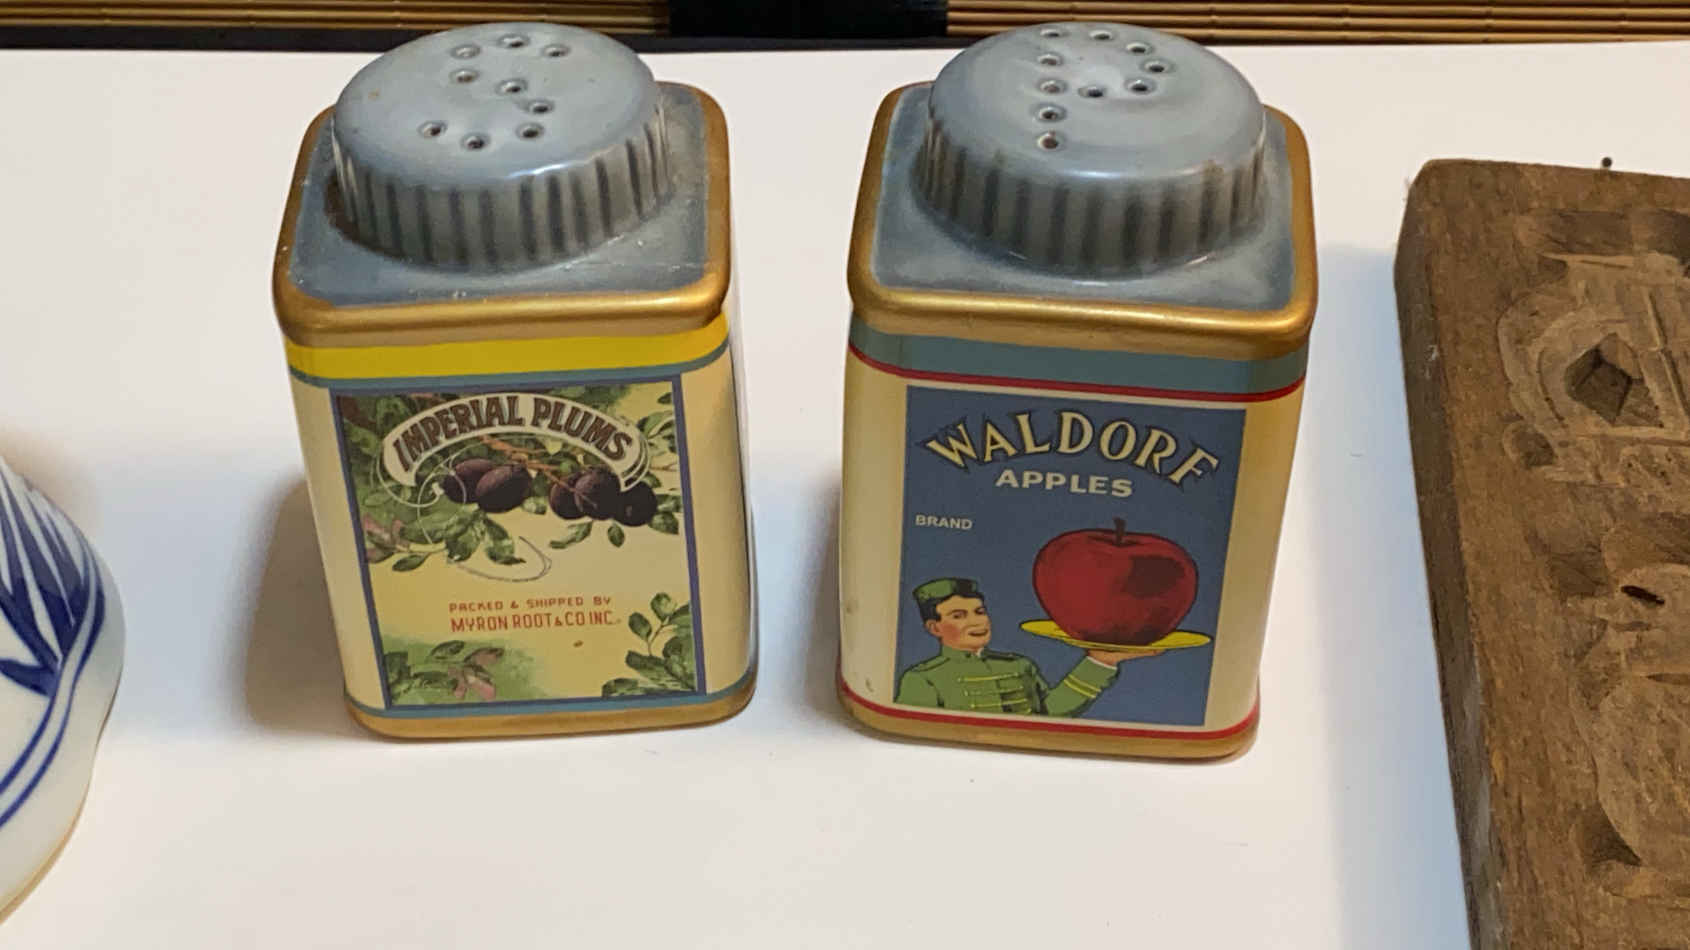 S
P
IMPERIAL PLUMS
PACKED & SHIPPED BY
MYRON ROOT & CO INC.
WALDORF
APPLES
BRAND